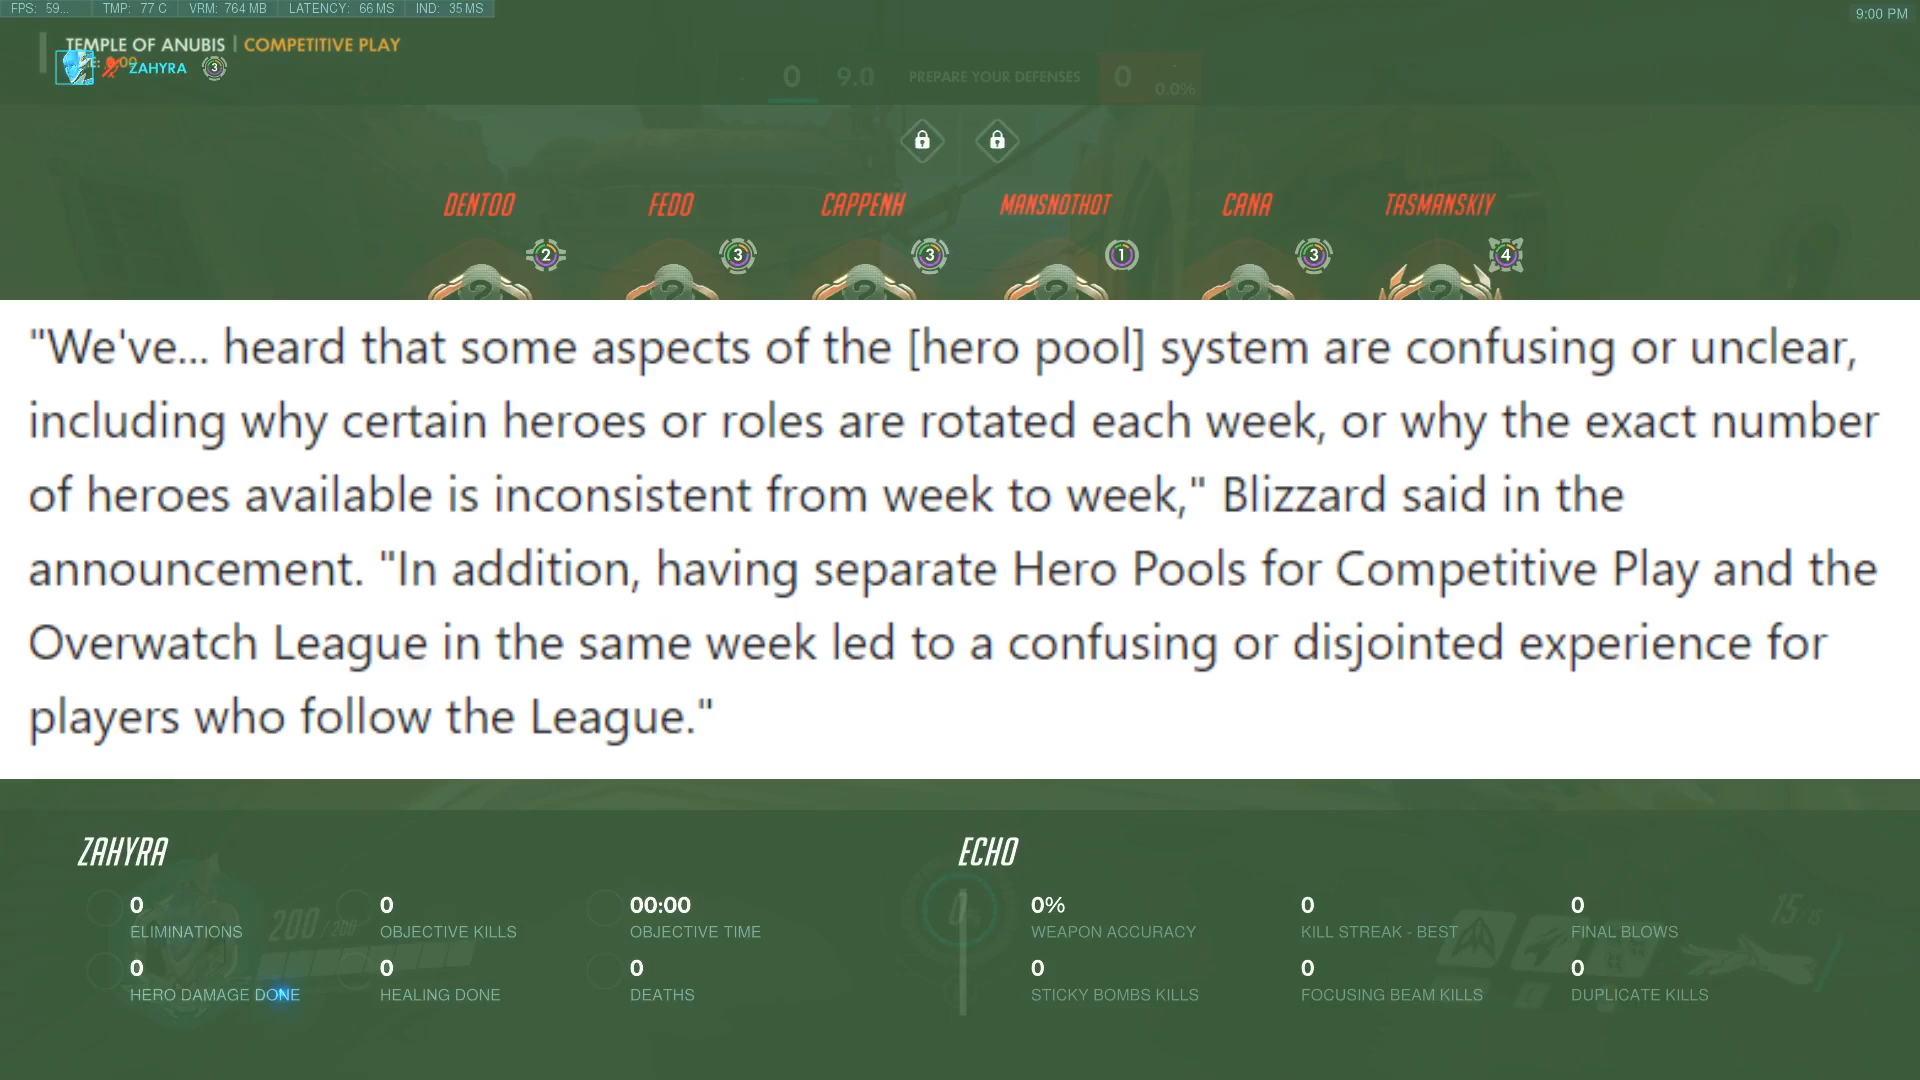 FPS: 59... TMP: 77 C VRM: 764 MB LATENCY: 66 MS IND: 35 MS
9:00 PM
TEMPLE OF ANUBIS | COMPETITIVE PLAY
ZAHYRA 3
0 9.0 PREPARE YOUR DEFENSES 0 0.0%
DENTOO FEDO CAPPENH MANSNOTHOT CANA TASMANSKIY
2 3 3 1 3 4
"We've... heard that some aspects of the [hero pool] system are confusing or unclear,
including why certain heroes or roles are rotated each week, or why the exact number
of heroes available is inconsistent from week to week," Blizzard said in the
announcement. "In addition, having separate Hero Pools for Competitive Play and the
Overwatch League in the same week led to a confusing or disjointed experience for
players who follow the League."
ZAHYRA ECHO
0 0 00:00 0% 0 0
ELIMINATIONS OBJECTIVE KILLS OBJECTIVE TIME WEAPON ACCURACY KILL STREAK - BEST FINAL BLOWS
200
0 0 0 0 0 0
HERO DAMAGE DONE HEALING DONE DEATHS STICKY BOMBS KILLS FOCUSING BEAM KILLS DUPLICATE KILLS